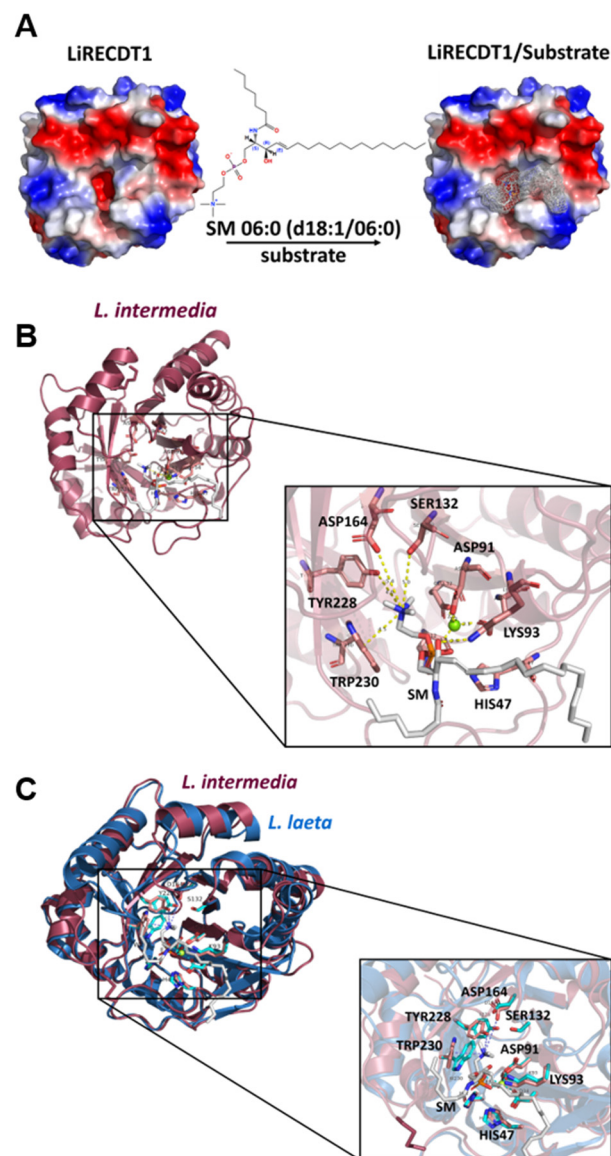 A
LiRECDT1
LiRECDT1/Substrate
SM 06:0 (d18:1/06:0)
substrate
L. intermedia
B
SER132
ASP164
ASP91
TYR228
LYS93
TRP230
SM
HIS47
L. intermedia
C
L. laeta
S132
ASP164
TYR228
SER132
TRP230
ASP91
LYS93
SM
HIS47